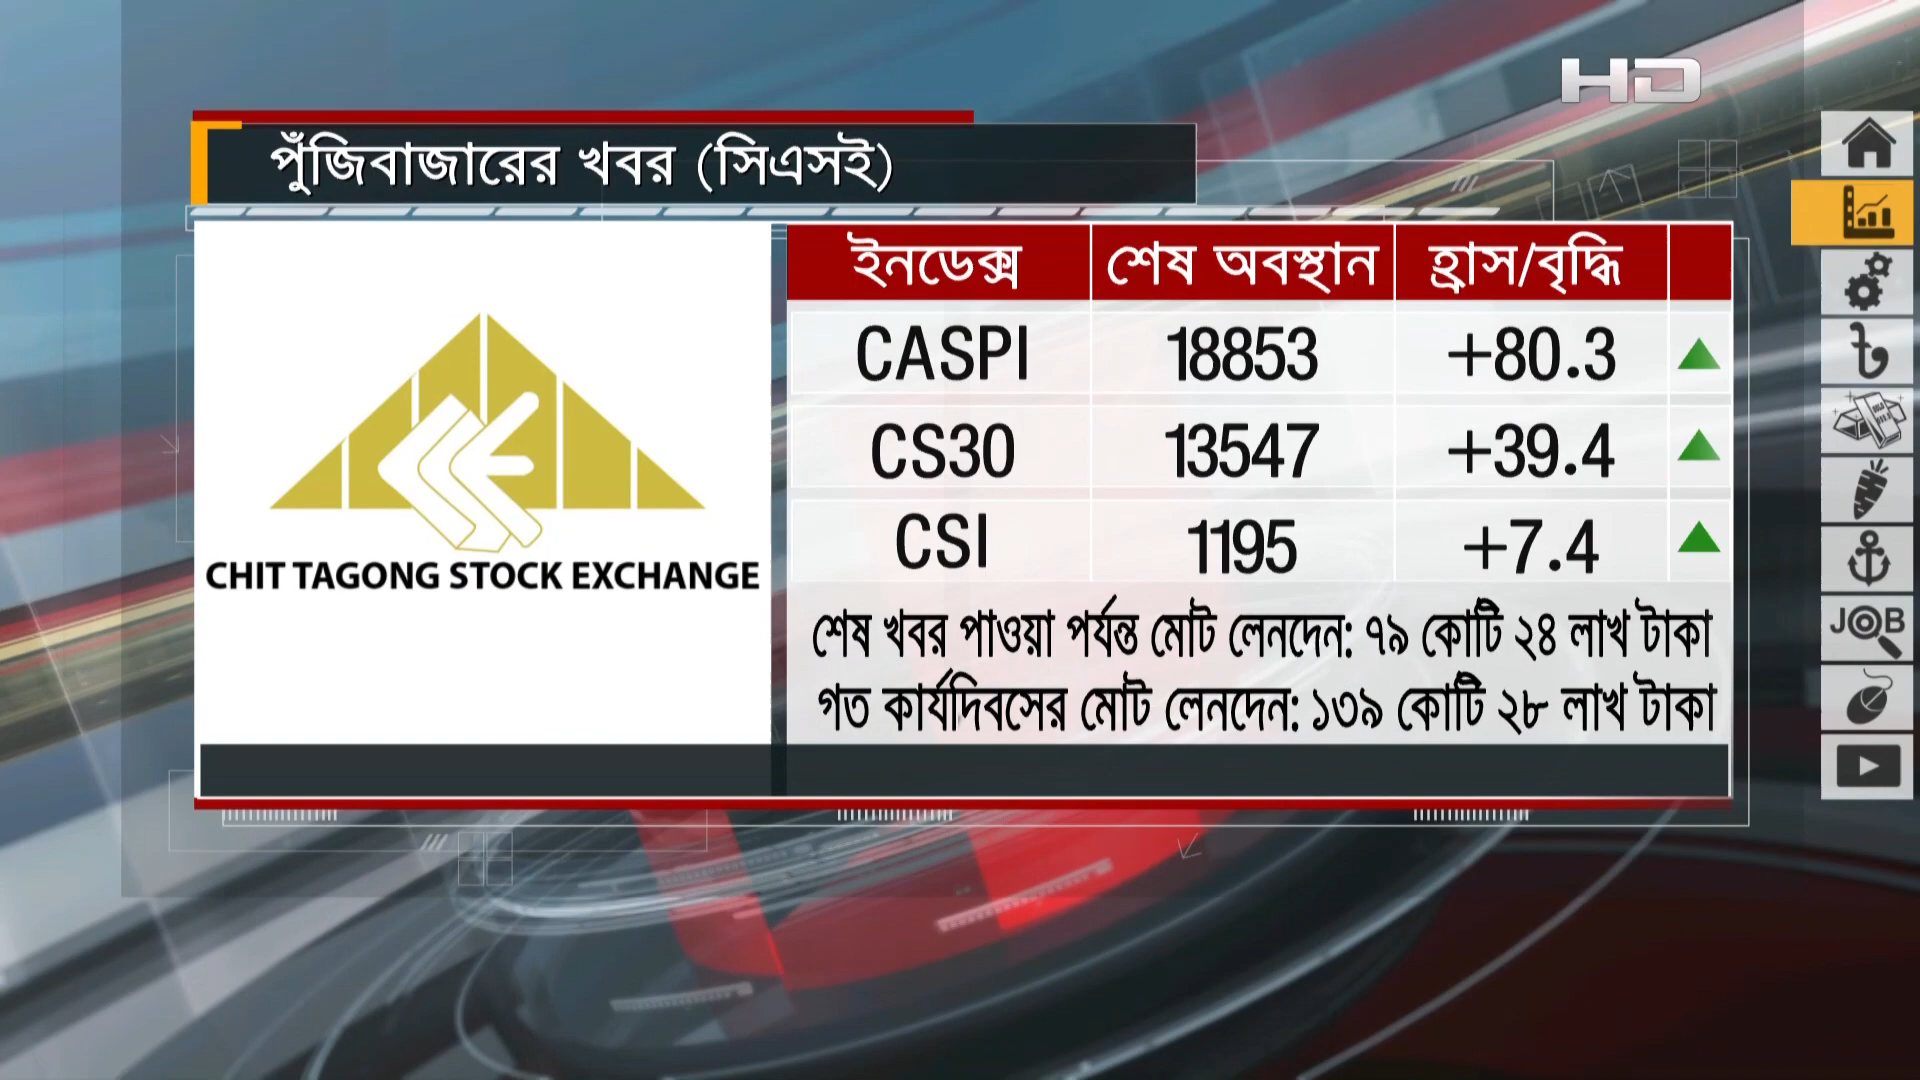 HD
পুঁজিবাজারের খবর (সিএসই)
ইনডেক্স শেষ অবস্থান হ্রাস/বৃদ্ধি
CASPI 18853 +80.3
CS30 13547 +39.4
CSI 1195 +7.4
শেষ খবর পাওয়া পর্যন্ত মোট লেনদেন: ৭৯ কোটি ২৪ লাখ টাকা
গত কার্যদিবসের মোট লেনদেন: ১৩৯ কোটি ২৮ লাখ টাকা
CHIT TAGONG STOCK EXCHANGE
৳
JOB